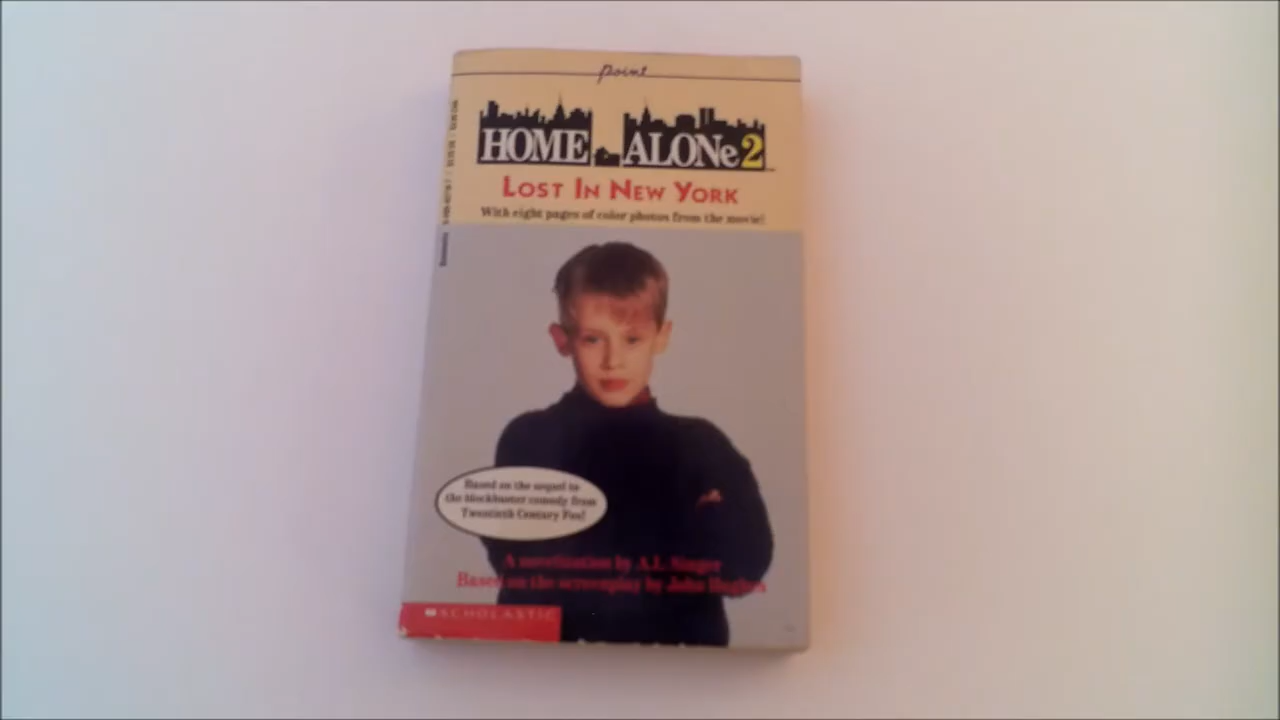 point
HOME ALONe 2
LOST IN NEW YORK
With eight pages of color photos from the movie!
Based on the sequel to
the blockbuster comedy from
Twentieth Century Fox!
A novelization by A.L. Singer
Based on the screenplay by John Hughes
SCHOLASTIC